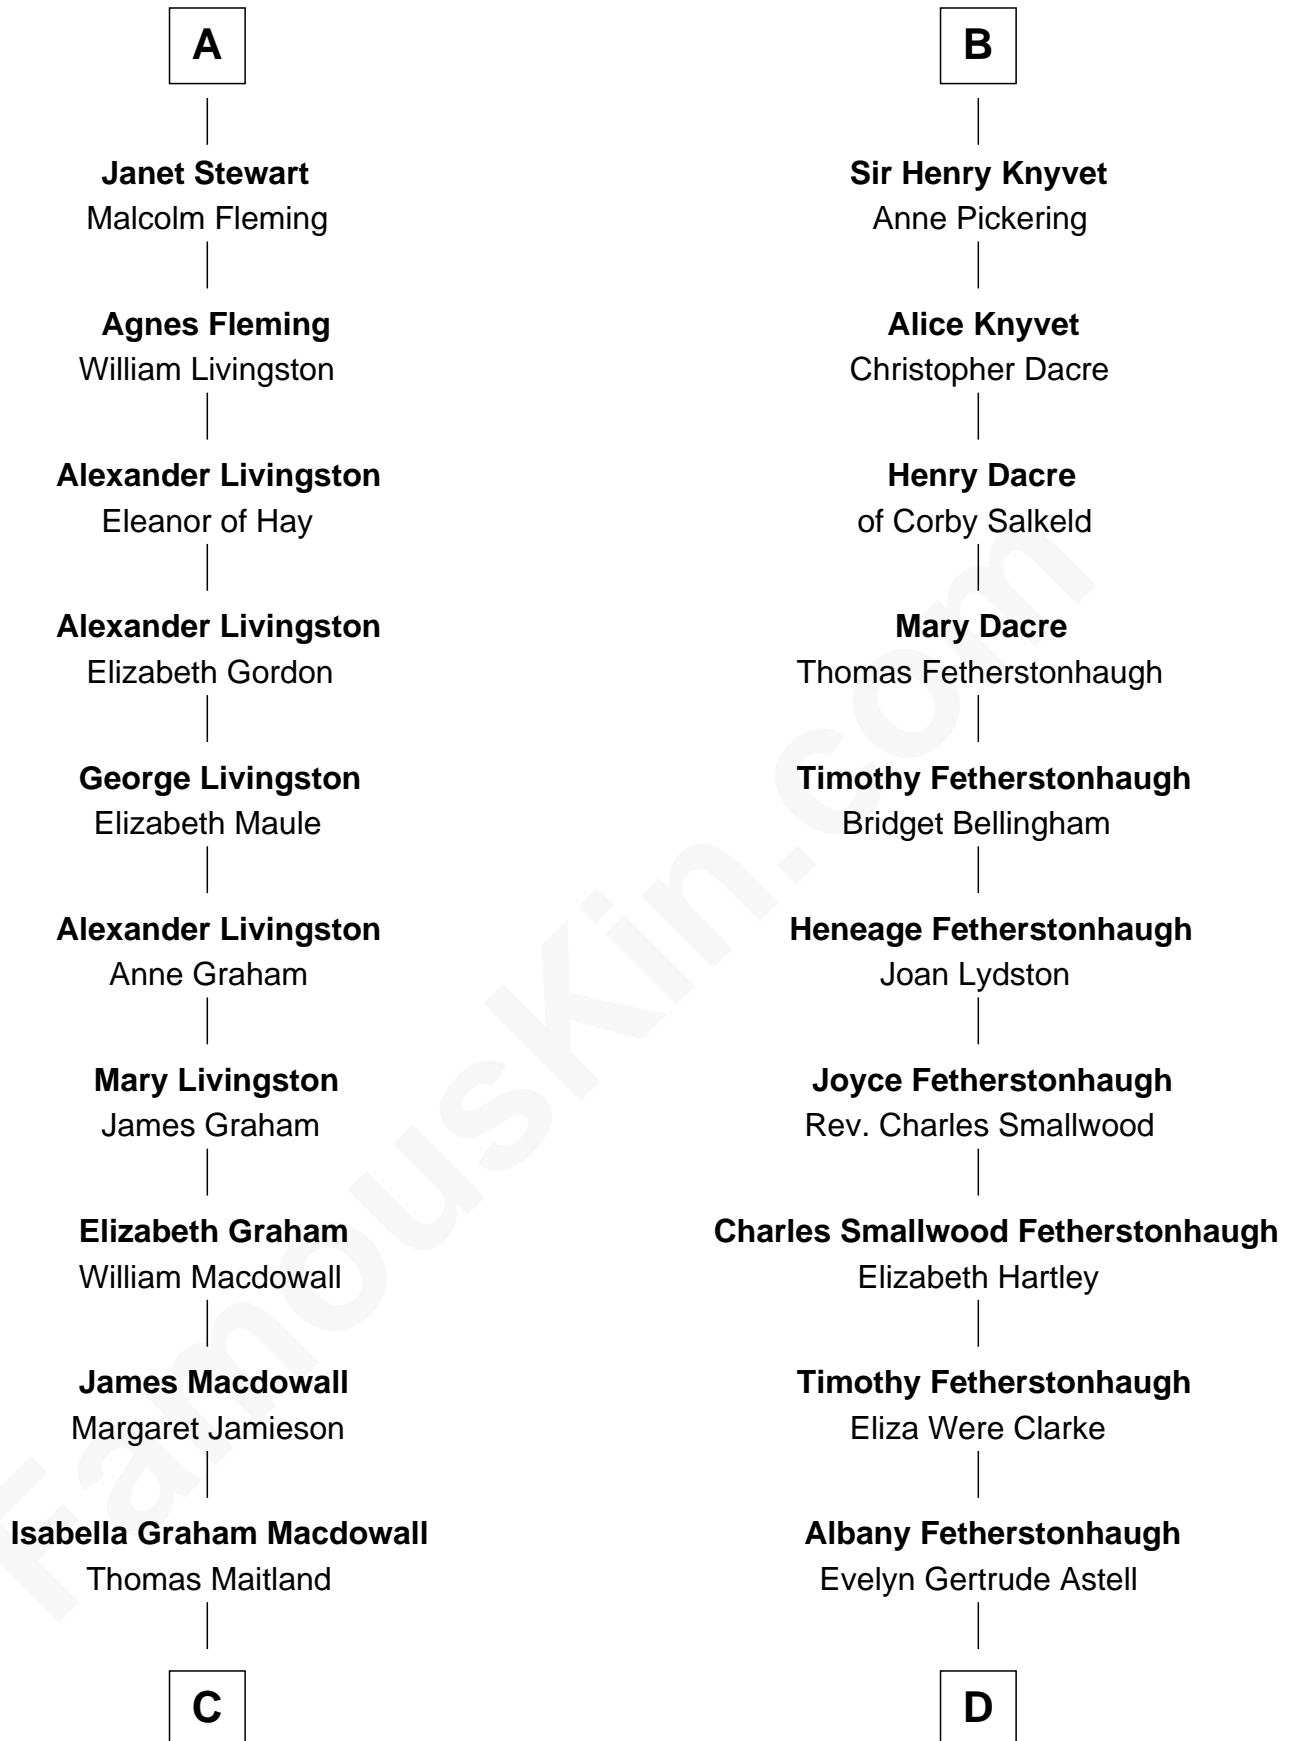 A
Janet Stewart
Malcolm Fleming
Agnes Fleming
William Livingston
Alexander Livingston
Eleanor of Hay
Alexander Livingston
Elizabeth Gordon
George Livingston
Elizabeth Maule
Alexander Livingston
Anne Graham
Mary Livingston
James Graham
Elizabeth Graham
William Macdowall
James Macdowall
Margaret Jamieson
Isabella Graham Macdowall
Thomas Maitland
C
B
Sir Henry Knyvet
Anne Pickering
Alice Knyvet
Christopher Dacre
Henry Dacre
of Corby Salkeld
Mary Dacre
Thomas Fetherstonhaugh
Timothy Fetherstonhaugh
Bridget Bellingham
Heneage Fetherstonhaugh
Joan Lydston
Joyce Fetherstonhaugh
Rev. Charles Smallwood
Charles Smallwood Fetherstonhaugh
Elizabeth Hartley
Timothy Fetherstonhaugh
Eliza Were Clarke
Albany Fetherstonhaugh
Evelyn Gertrude Astell
D
FamousKin.com